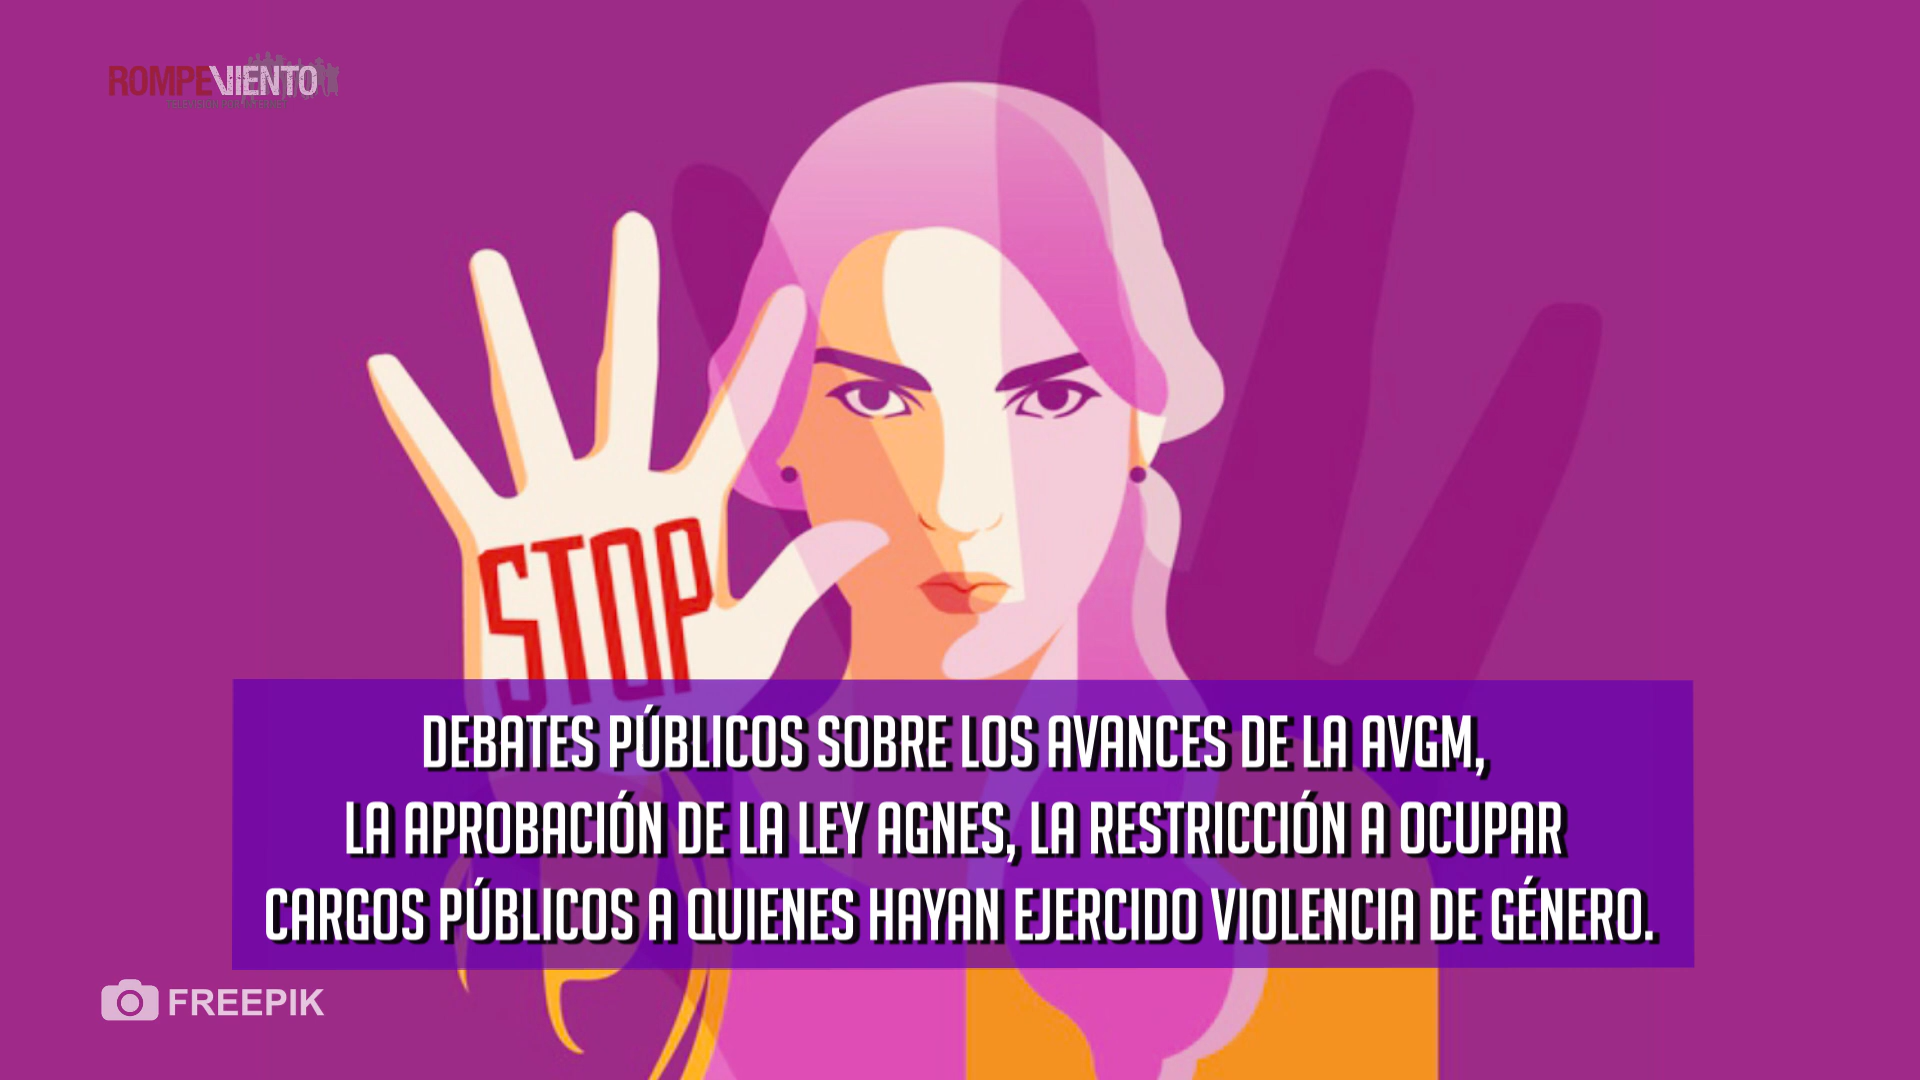 ROMPEVIENTO
STOP
DEBATES PÚBLICOS SOBRE LOS AVANCES DE LA AVGM,
LA APROBACIÓN DE LA LEY AGNES, LA RESTRICCIÓN A OCUPAR
CARGOS PÚBLICOS A QUIENES HAYAN EJERCIDO VIOLENCIA DE GÉNERO.
FREEPIK